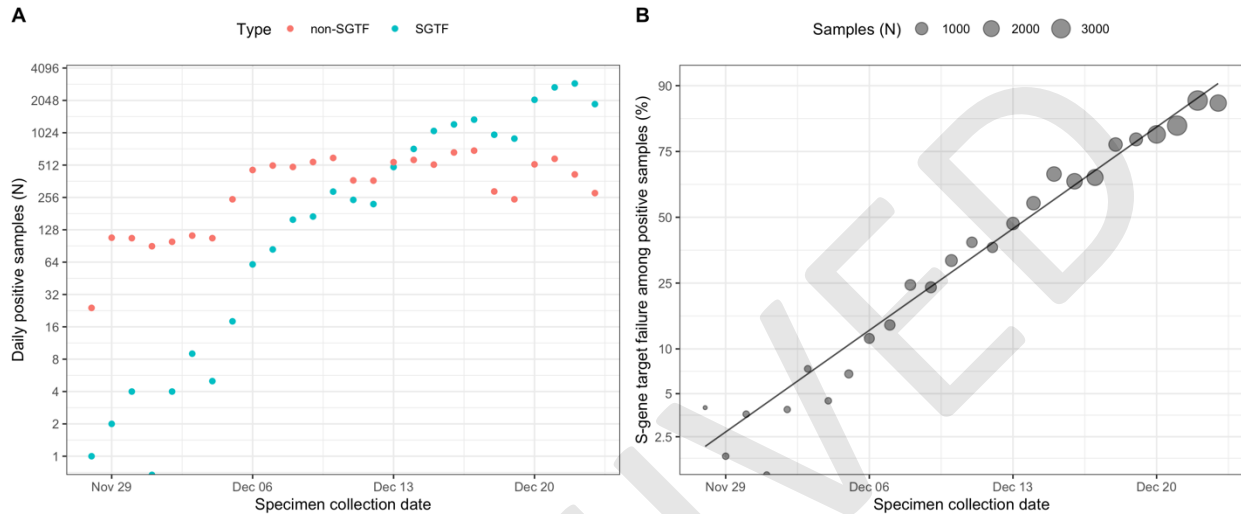 A
Type non-SGTF SGTF
Daily positive samples (N)
4096
2048
1024
512
256
128
64
32
16
8
4
2
1
Nov 29 Dec 06 Dec 13 Dec 20
Specimen collection date
B
Samples (N) 1000 2000 3000
S-gene target failure among positive samples (%)
90
75
50
25
10
5
2.5
Nov 29 Dec 06 Dec 13 Dec 20
Specimen collection date